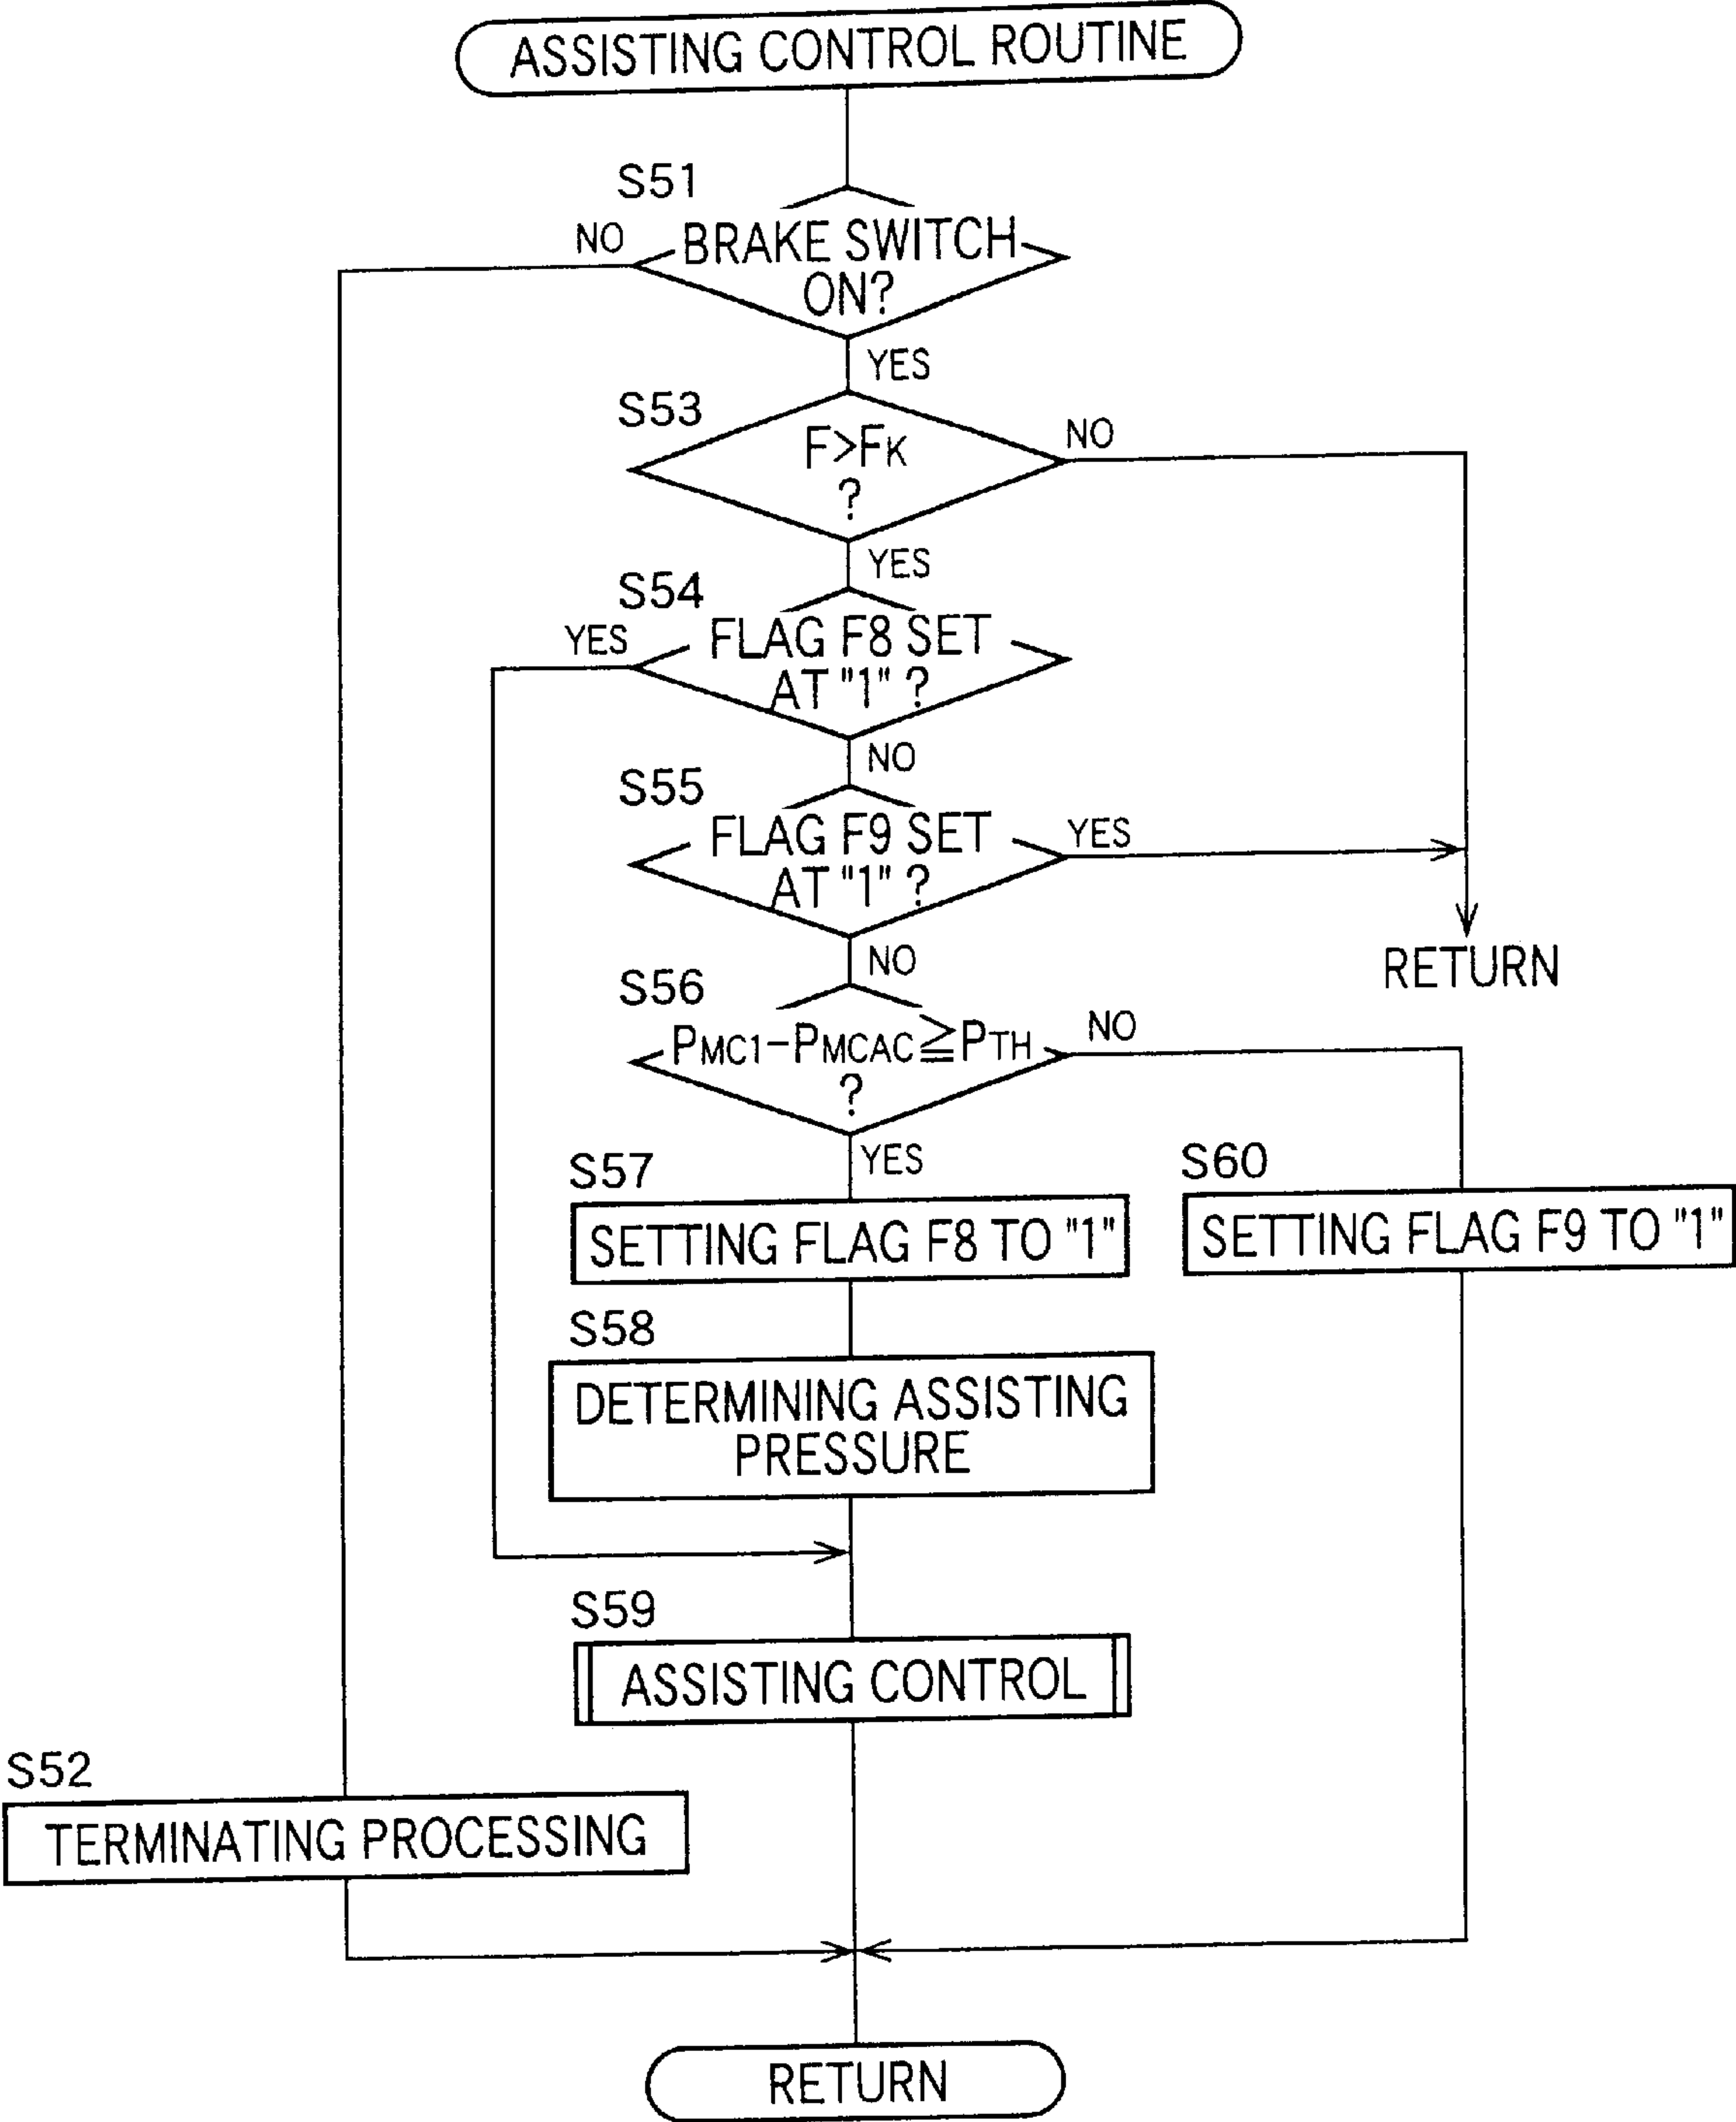 ASSISTING CONTROL ROUTINE
S51
NO
BRAKE SWITCH
ON?
YES
S53
F>FK
?
NO
YES
S54
YES
FLAG F8 SET
AT "1" ?
NO
S55
FLAG F9 SET
AT "1" ?
YES
NO
RETURN
S56
PMC1-PMCAC≧PTH
?
NO
YES
S57
SETTING FLAG F8 TO "1"
S60
SETTING FLAG F9 TO "1"
S58
DETERMINING ASSISTING
PRESSURE
S59
ASSISTING CONTROL
S52
TERMINATING PROCESSING
RETURN